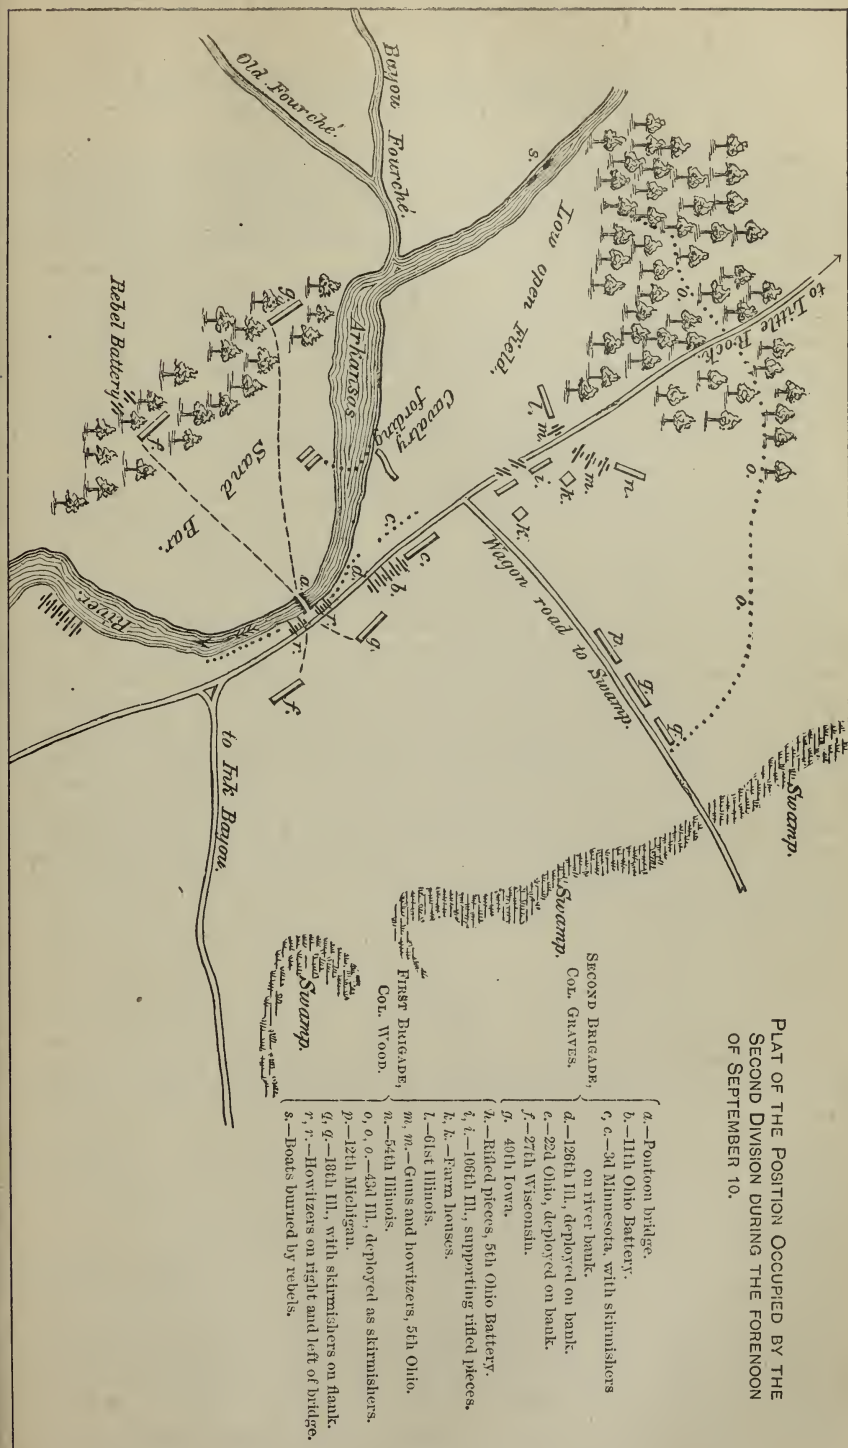 PLAT OF THE POSITION OCCUPIED BY THE
SECOND DIVISION DURING THE FORENOON
OF SEPTEMBER 10.
SECOND BRIGADE,
COL. GRAVES.
a.—Pontoon bridge.
b.—11th Ohio Battery.
c, c.—3d Minnesota, with skirmishers
on river bank.
d.—126th Ill., deployed on bank.
e.—22d Ohio, deployed on bank.
f.—27th Wisconsin.
g. 40th Iowa.
FIRST BRIGADE,
COL. WOOD.
h.—Rifled pieces, 5th Ohio Battery.
i, i.—106th Ill., supporting rifled pieces.
k, k.—Farm houses.
l.—61st Illinois.
m, m.—Guns and howitzers, 5th Ohio.
n.—54th Illinois.
o, o, o.—43d Ill., deployed as skirmishers.
p.—12th Michigan.
q, q.—18th Ill., with skirmishers on flank.
r, r.—Howitzers on right and left of bridge.
s.—Boats burned by rebels.
to Little Rock.
Low open Field.
s.
Bayou Fourché.
Old Fourché.
Arkansas
River.
Cavalry
fording
Sand
Bar.
Rebel Battery
Wagon road to Swamp.
Swamp.
Swamp.
Swamp.
to Ink Bayou.
o.
o.
o.
l.
m.
m.
n.
i.
k.
k.
p.
q.
q.
c.
c.
b.
d.
a.
r.
r.
g.
g.
f.
f.